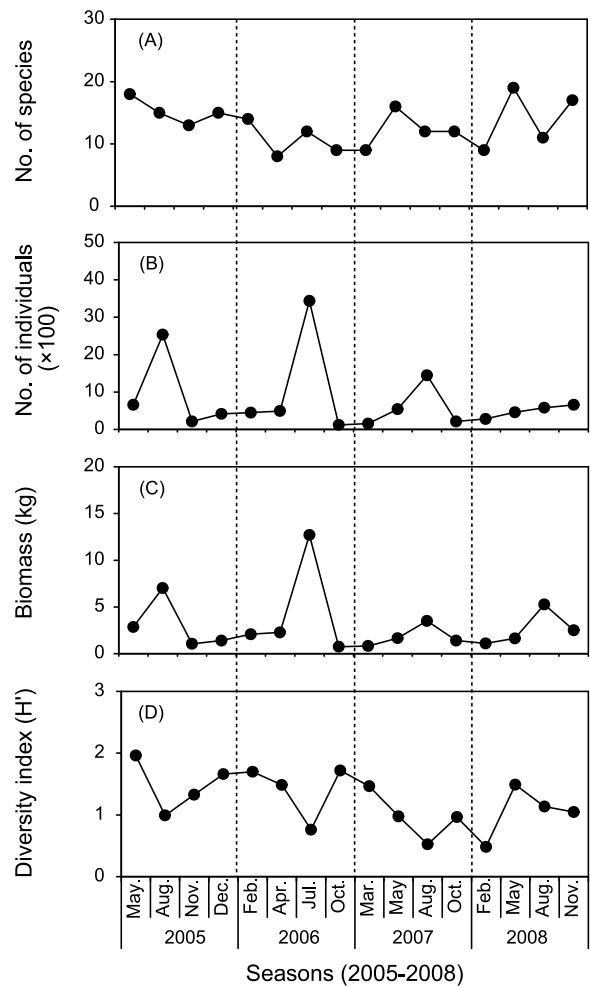 30
(A)
20
10
0
No. of species
50
(B)
40
30
20
10
0
No. of individuals
(×100)
20
(C)
15
10
5
0
Biomass (kg)
3
(D)
2
1
0
Diversity index (H')
May. Aug. Nov. Dec. Feb. Apr. Jul. Oct. Mar. May Aug. Oct. Feb. May Aug. Nov.
2005 2006 2007 2008
Seasons (2005-2008)